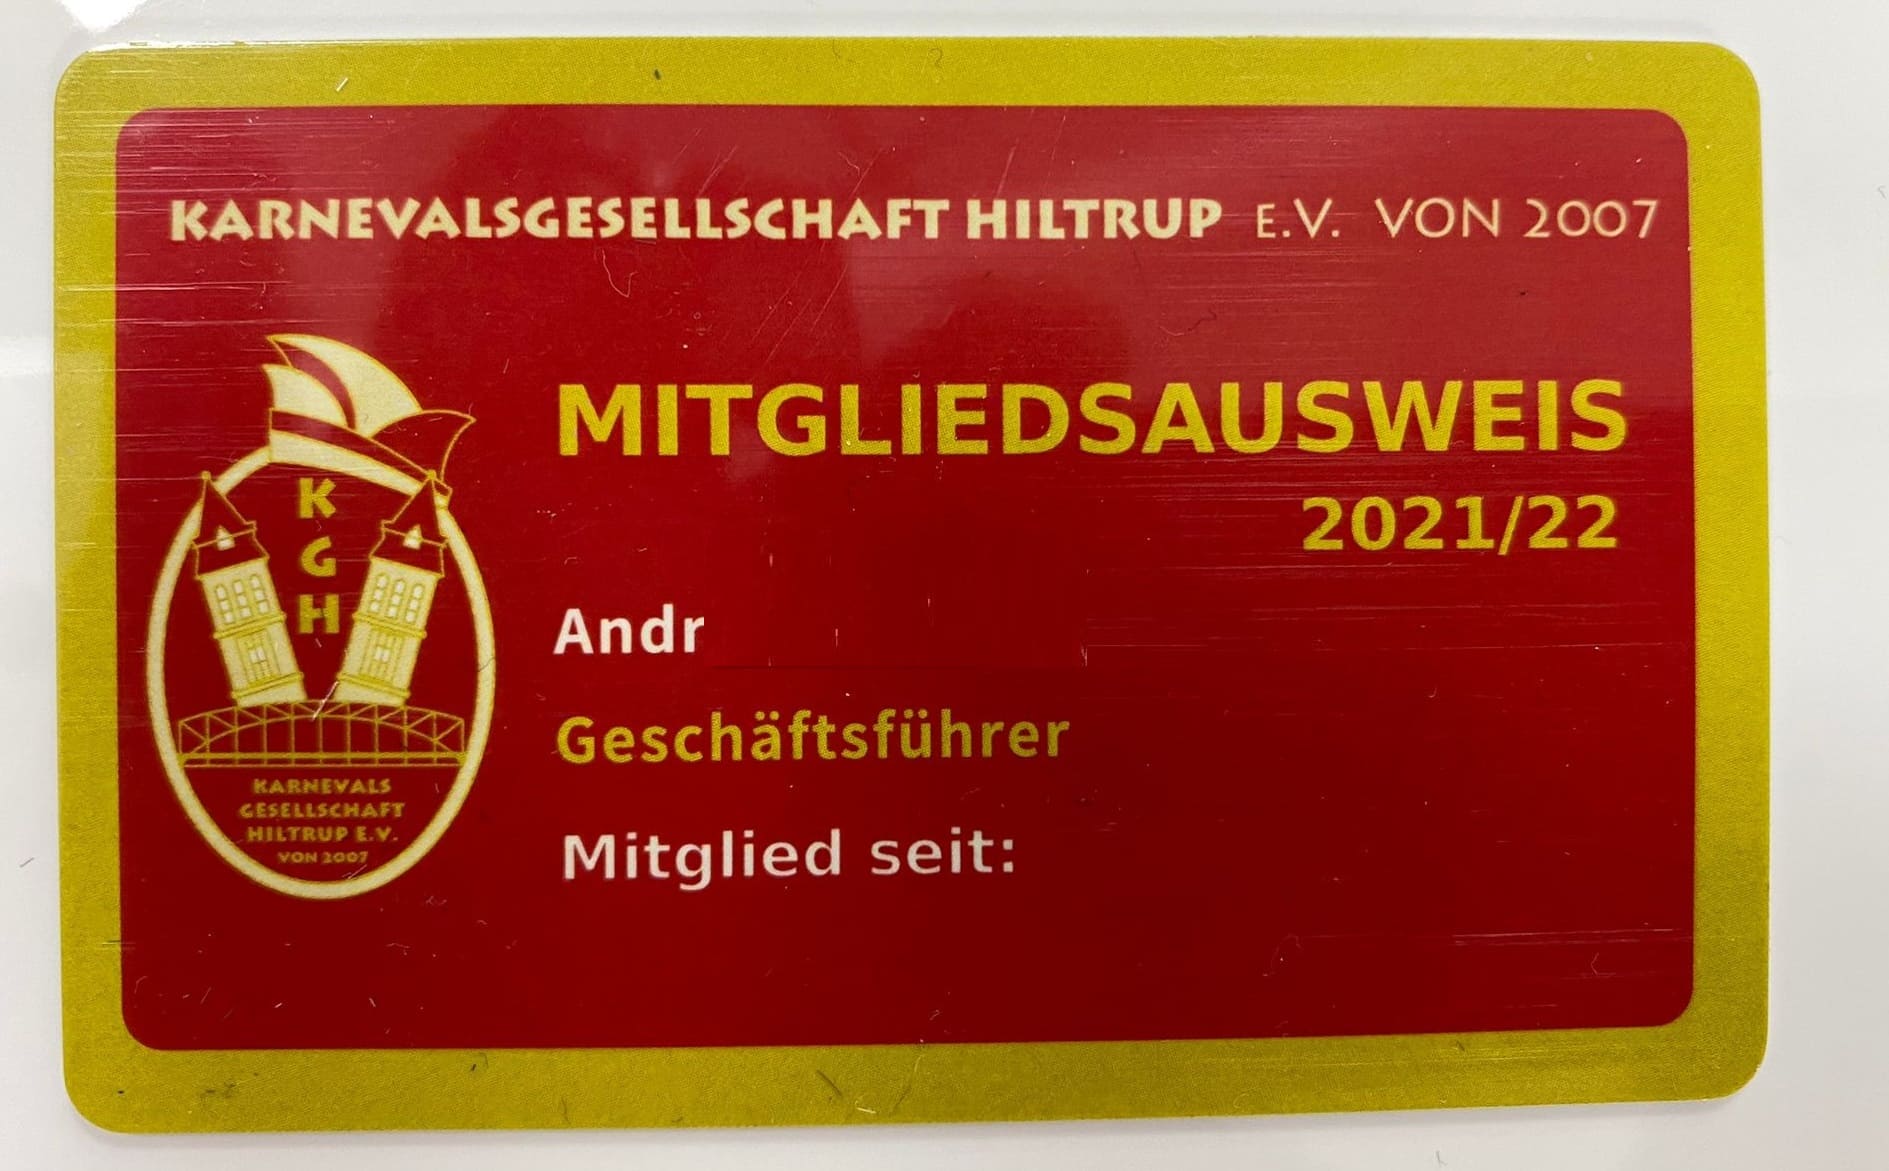 KARNEVALSGESELLSCHAFT HILTRUP E.V. VON 2007
MITGLIEDSAUSWEIS
2021/22
K
G
H
Andr
Geschäftsführer
Mitglied seit:
KARNEVALS
GESELLSCHAFT
HILTRUP E.V.
VON 2007